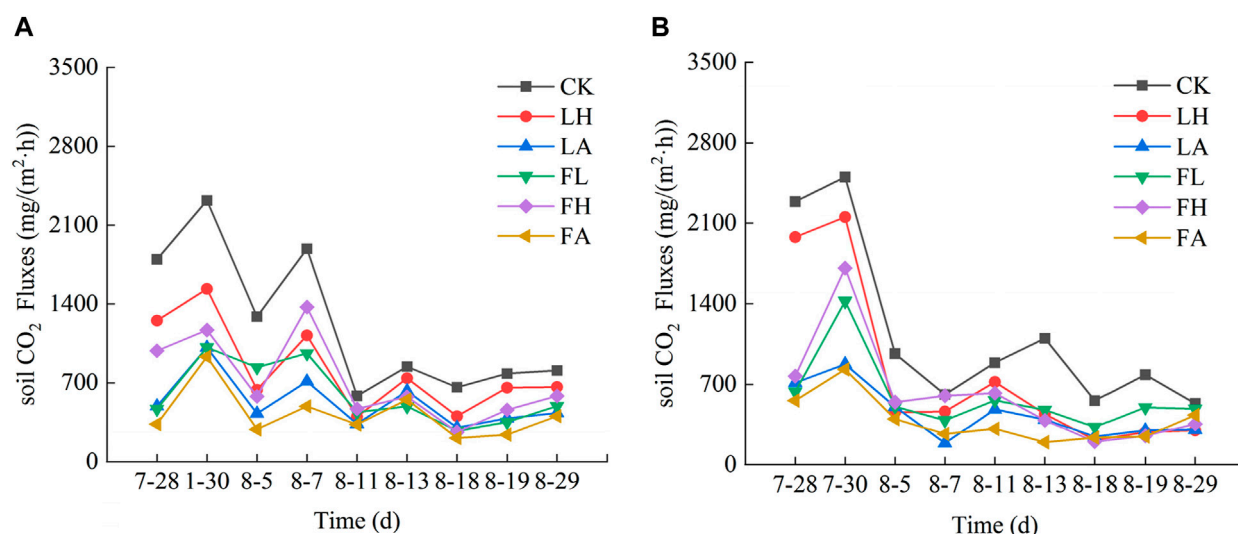 A
soil CO2 Fluxes (mg/(m2·h))
3500
2800
2100
1400
700
0
CK
LH
LA
FL
FH
FA
7-28 1-30 8-5 8-7 8-11 8-13 8-18 8-19 8-29
Time (d)
B
soil CO2 Fluxes (mg/(m2·h))
3500
2800
2100
1400
700
0
CK
LH
LA
FL
FH
FA
7-28 7-30 8-5 8-7 8-11 8-13 8-18 8-19 8-29
Time (d)